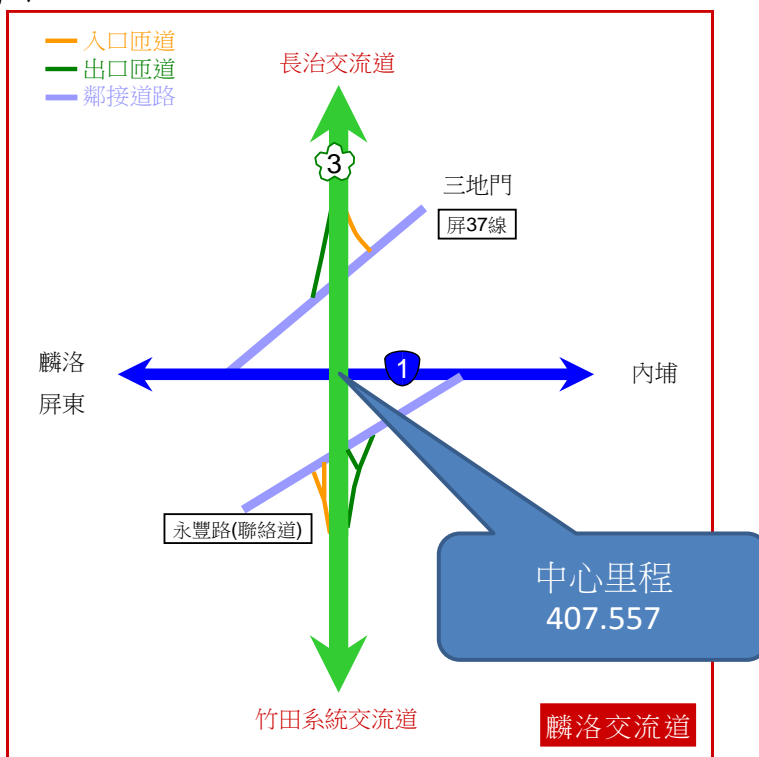 入口匝道
出口匝道
鄰接道路
長治交流道
3
三地門
屏37線
麟洛
屏東
1
內埔
永豐路(聯絡道)
中心里程
407.557
竹田系統交流道
麟洛交流道